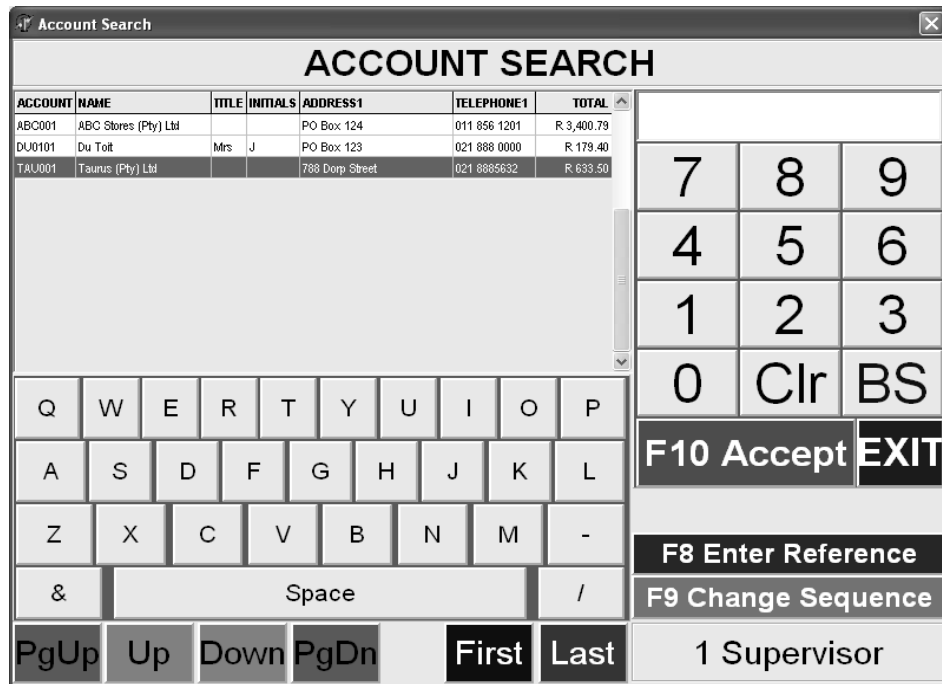 Account Search
ACCOUNT SEARCH
ACCOUNT NAME TITLE INITIALS ADDRESS1 TELEPHONE1 TOTAL
ABC001 ABC Stores (Pty) Ltd PO Box 124 011 856 1201 R 3,400.79
DU0101 Du Toit Mrs J PO Box 123 021 888 0000 R 179.40
TAU001 Taurus (Pty) Ltd 788 Dorp Street 021 8885632 R 633.50
7 8 9
4 5 6
1 2 3
0 Clr BS
F10 Accept EXIT
Q W E R T Y U I O P
A S D F G H J K L
Z X C V B N M -
& Space /
F8 Enter Reference
F9 Change Sequence
PgUp Up Down PgDn First Last
1 Supervisor